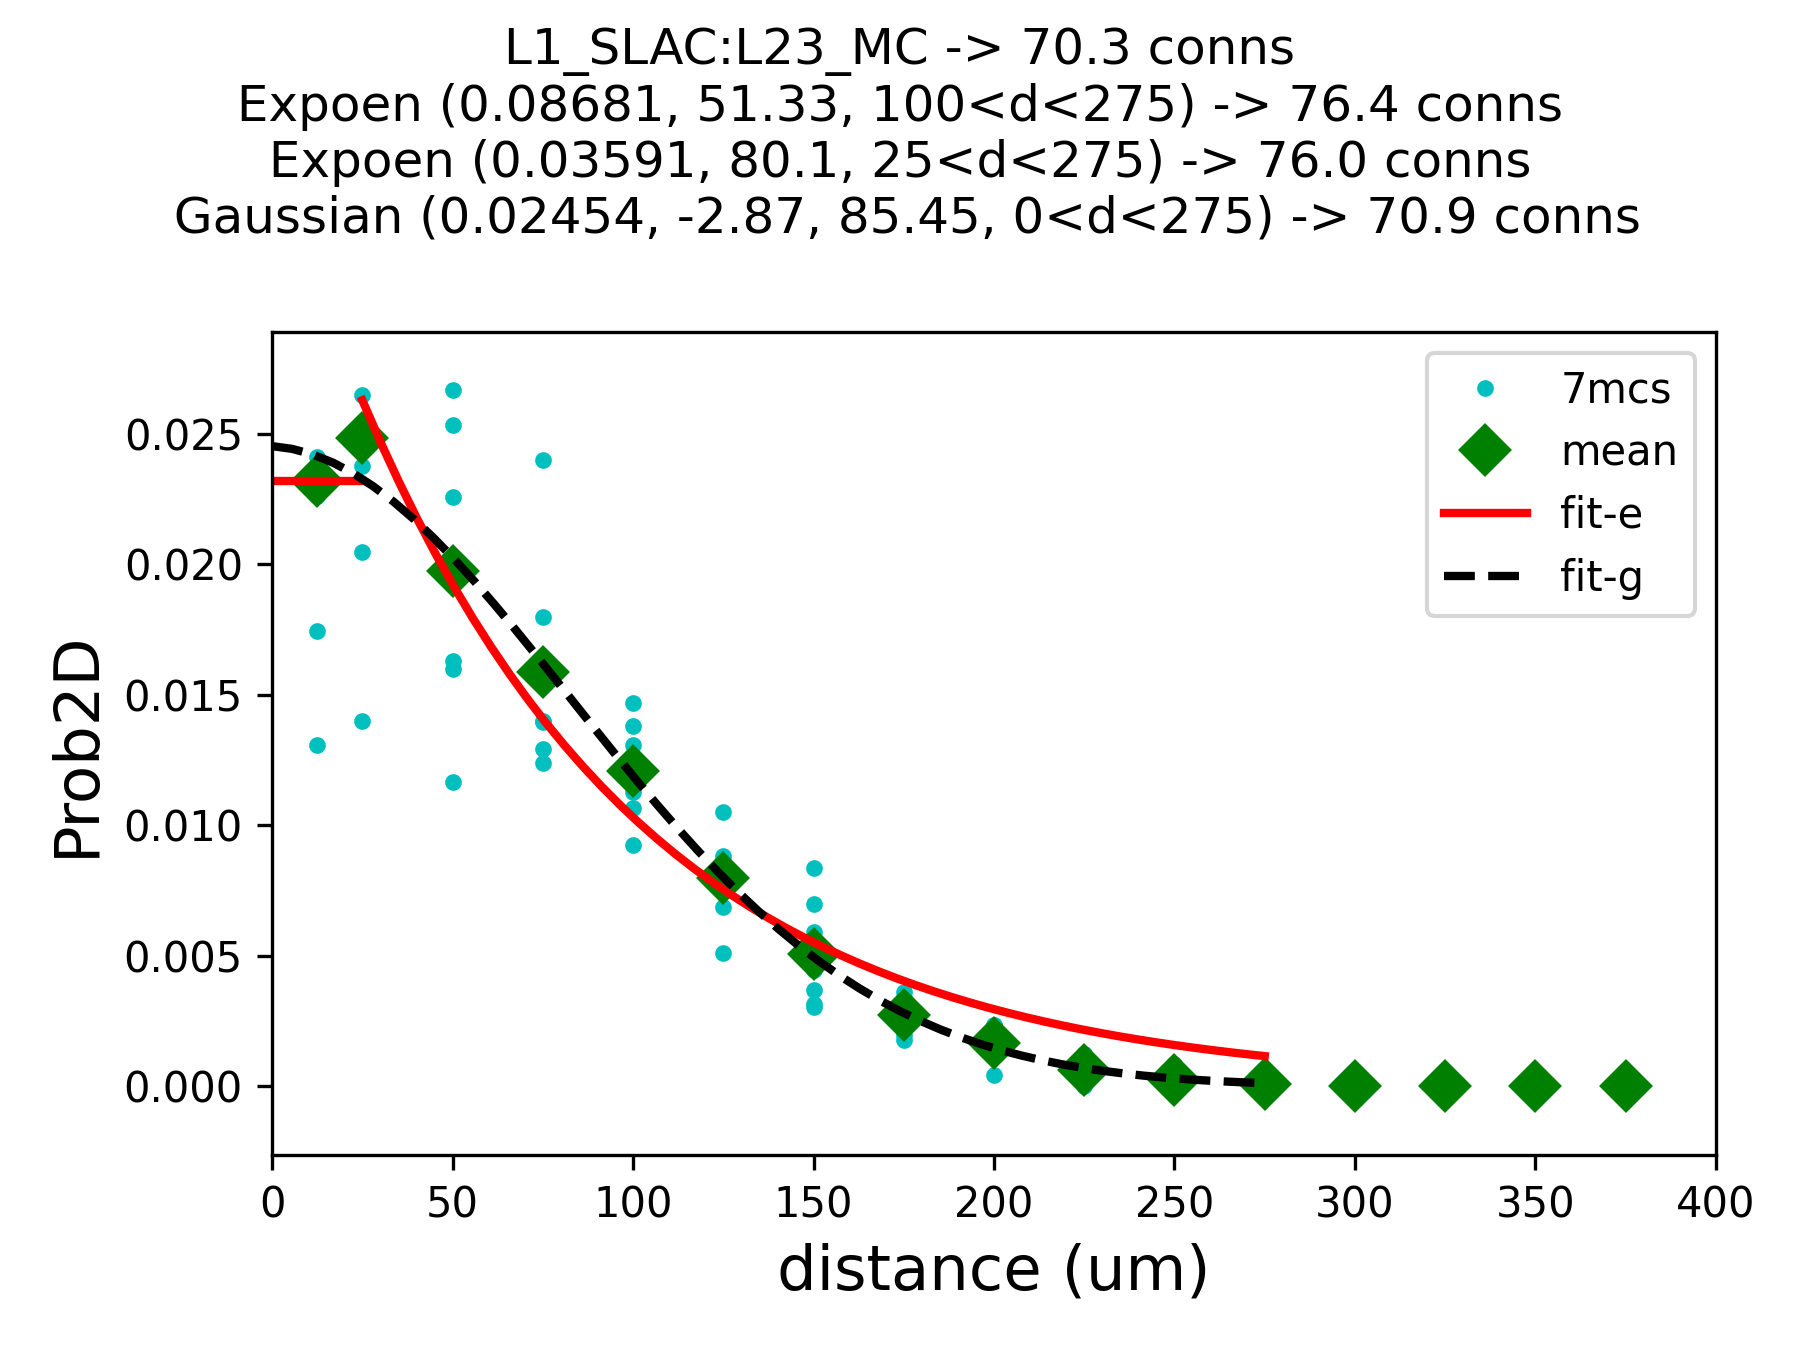 L1_SLAC:L23_MC -> 70.3 conns
Expoen (0.08681, 51.33, 100<d<275) -> 76.4 conns
Expoen (0.03591, 80.1, 25<d<275) -> 76.0 conns
Gaussian (0.02454, -2.87, 85.45, 0<d<275) -> 70.9 conns
7mcs
mean
fit-e
fit-g
Prob2D
0.025
0.020
0.015
0.010
0.005
0.000
0 50 100 150 200 250 300 350 400
distance (um)